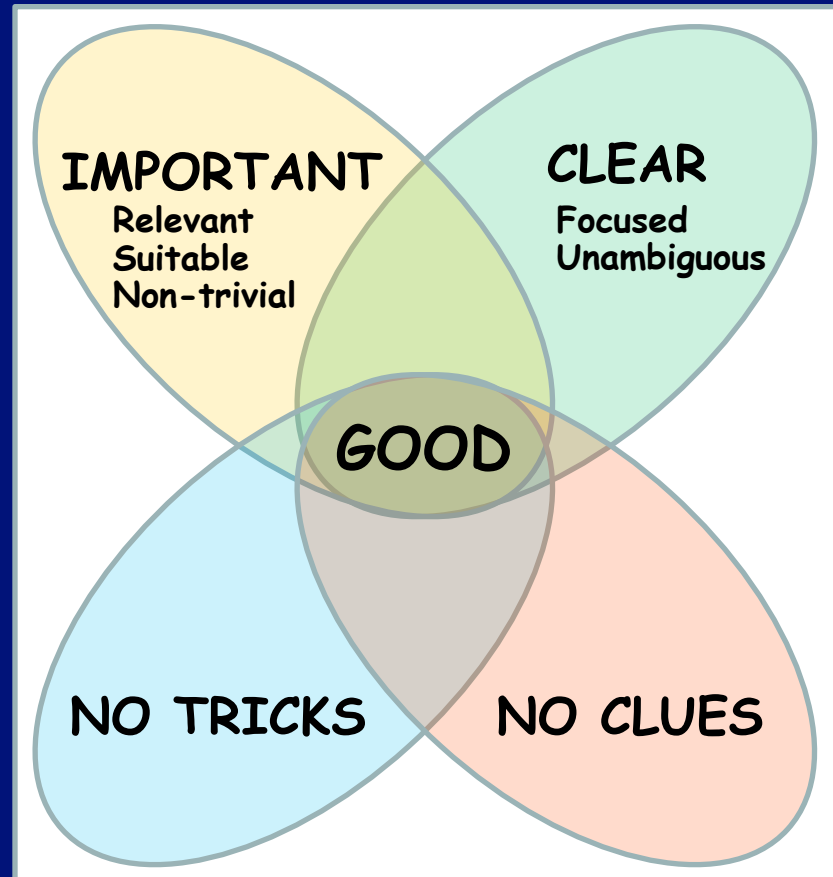 IMPORTANT
Relevant
Suitable
Non-trivial
CLEAR
Focused
Unambiguous
GOOD
NO TRICKS
NO CLUES